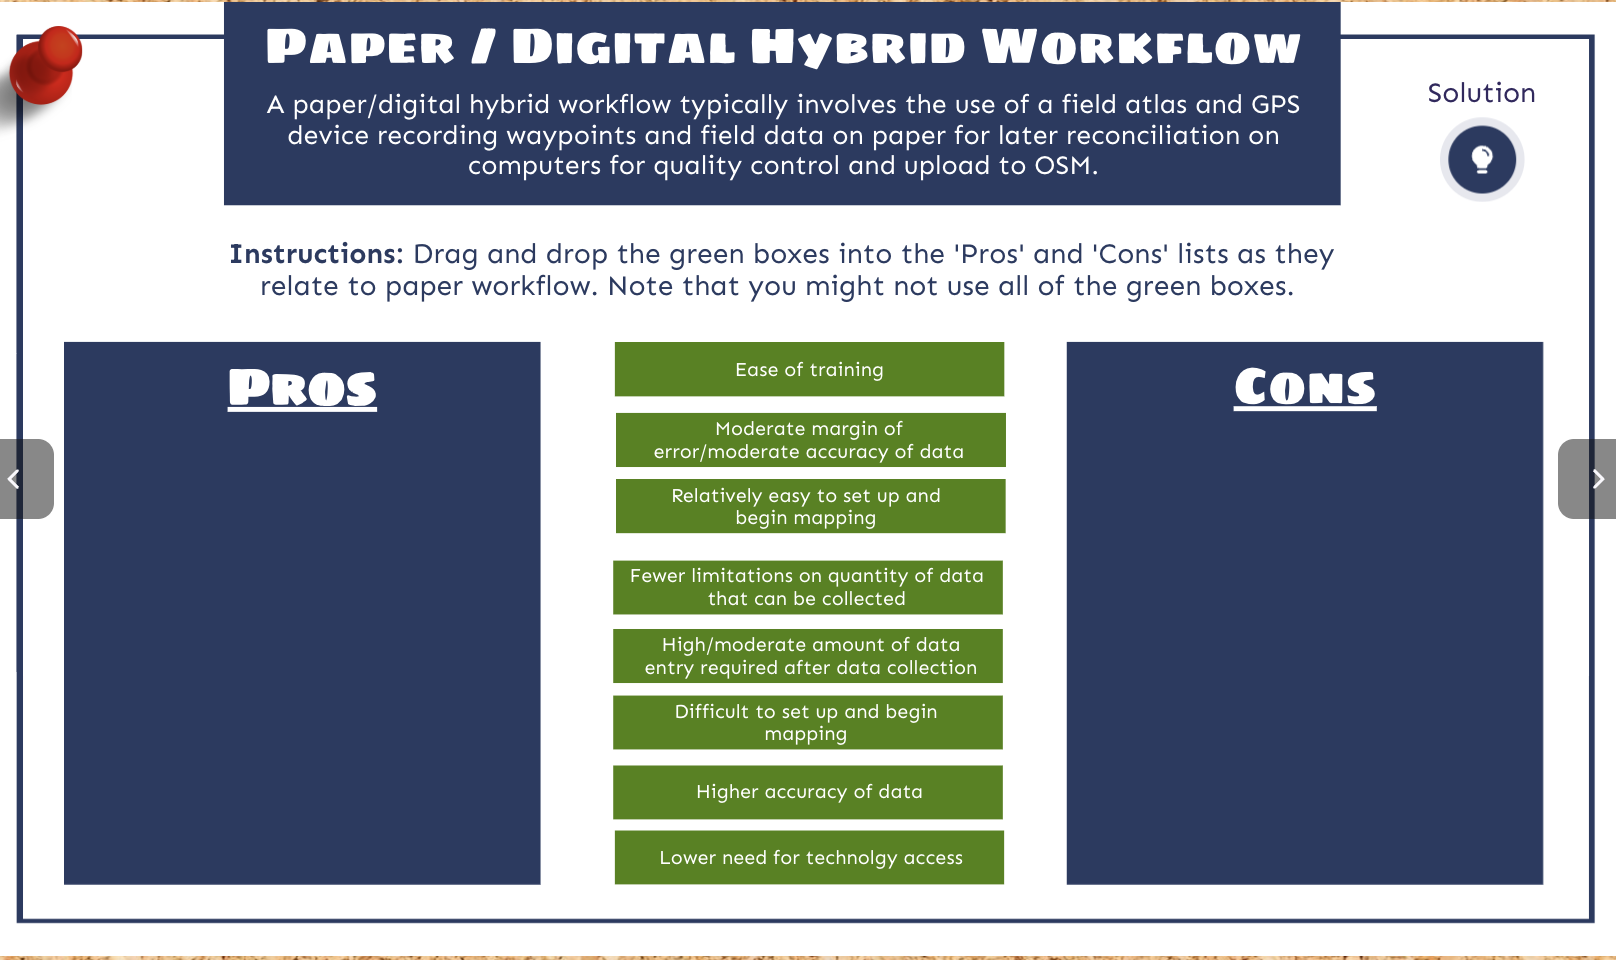 Paper / Digital Hybrid Workflow
A paper/digital hybrid workflow typically involves the use of a field atlas and GPS
device recording waypoints and field data on paper for later reconciliation on
computers for quality control and upload to OSM.
Solution
Instructions: Drag and drop the green boxes into the 'Pros' and 'Cons' lists as they
relate to paper workflow. Note that you might not use all of the green boxes.
Pros
Ease of training
Moderate margin of
error/moderate accuracy of data
Relatively easy to set up and
begin mapping
Fewer limitations on quantity of data
that can be collected
High/moderate amount of data
entry required after data collection
Difficult to set up and begin
mapping
Higher accuracy of data
Lower need for technolgy access
Cons